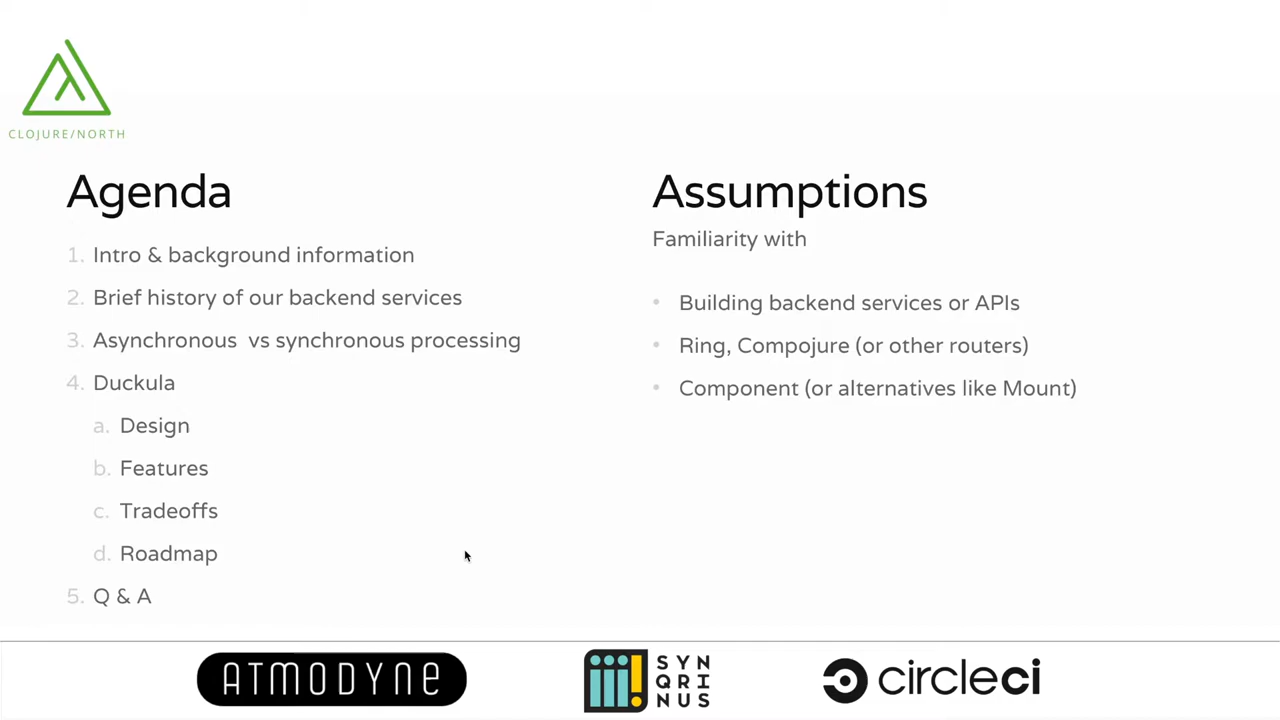 CLOJURE/NORTH
Agenda
1. Intro & background information
2. Brief history of our backend services
3. Asynchronous  vs synchronous processing
4. Duckula
a. Design
b. Features
c. Tradeoffs
d. Roadmap
5. Q & A
Assumptions
Familiarity with
• Building backend services or APIs
• Ring, Compojure (or other routers)
• Component (or alternatives like Mount)
ATMODYNE
SYN
QRI
NUS
circleci